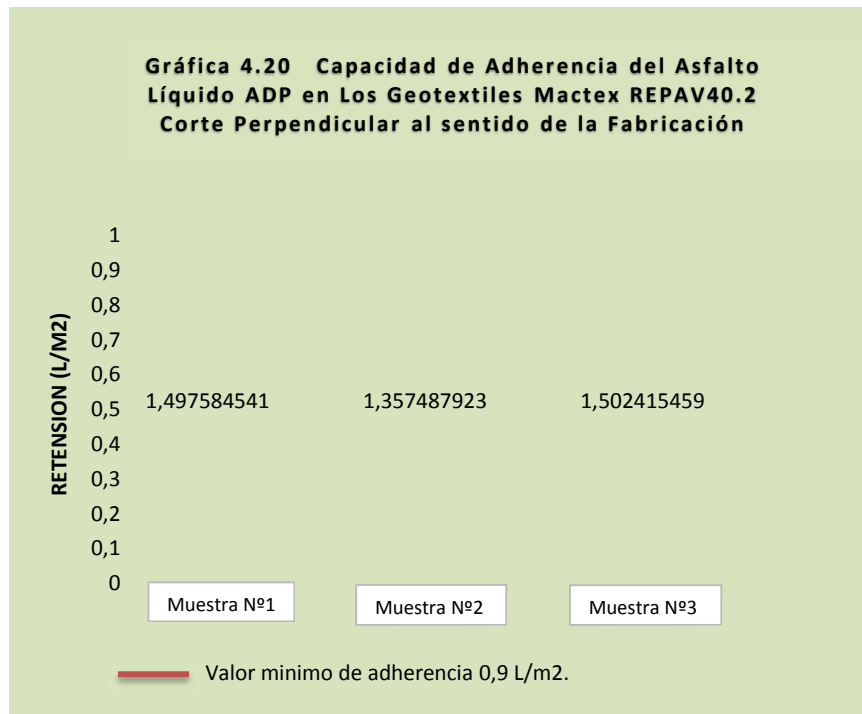 Gráfica 4.20 Capacidad de Adherencia del Asfalto
Líquido ADP en Los Geotextiles Mactex REPAV40.2
Corte Perpendicular al sentido de la Fabricación
RETENSION (L/M2)
1
0,9
0,8
0,7
0,6
0,5
0,4
0,3
0,2
0,1
0
1,497584541
1,357487923
1,502415459
Muestra Nº1
Muestra Nº2
Muestra Nº3
Valor minimo de adherencia 0,9 L/m2.